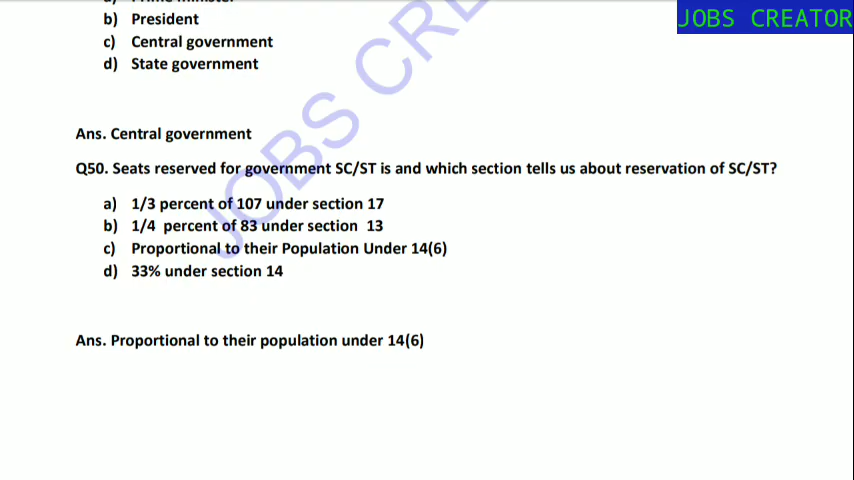 JOBS CREATOR
b) President
c) Central government
d) State government
Ans. Central government
Q50. Seats reserved for government SC/ST is and which section tells us about reservation of SC/ST?
a) 1/3 percent of 107 under section 17
b) 1/4 percent of 83 under section 13
c) Proportional to their Population Under 14(6)
d) 33% under section 14
Ans. Proportional to their population under 14(6)
JOBS CRE